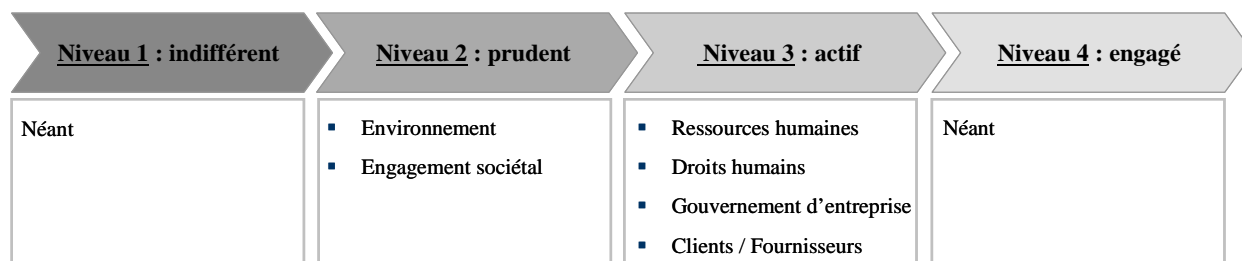 Niveau 1 : indifférent
Niveau 2 : prudent
Niveau 3 : actif
Niveau 4 : engagé
Néant
Environnement
Engagement sociétal
Ressources humaines
Droits humains
Gouvernement d’entreprise
Clients / Fournisseurs
Néant